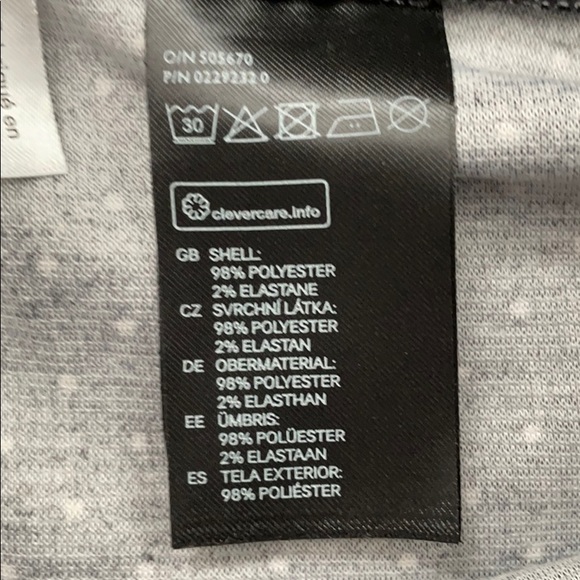 O/N 505670
P/N 0229232 0
30
clevercare.info
GB SHELL:
98% POLYESTER
2% ELASTANE
CZ SVRCHNÍ LÁTKA:
98% POLYESTER
2% ELASTAN
DE OBERMATERIAL:
98% POLYESTER
2% ELASTHAN
EE ÜMBRIS:
98% POLÜESTER
2% ELASTAAN
ES TELA EXTERIOR:
98% POLIÉSTER
en